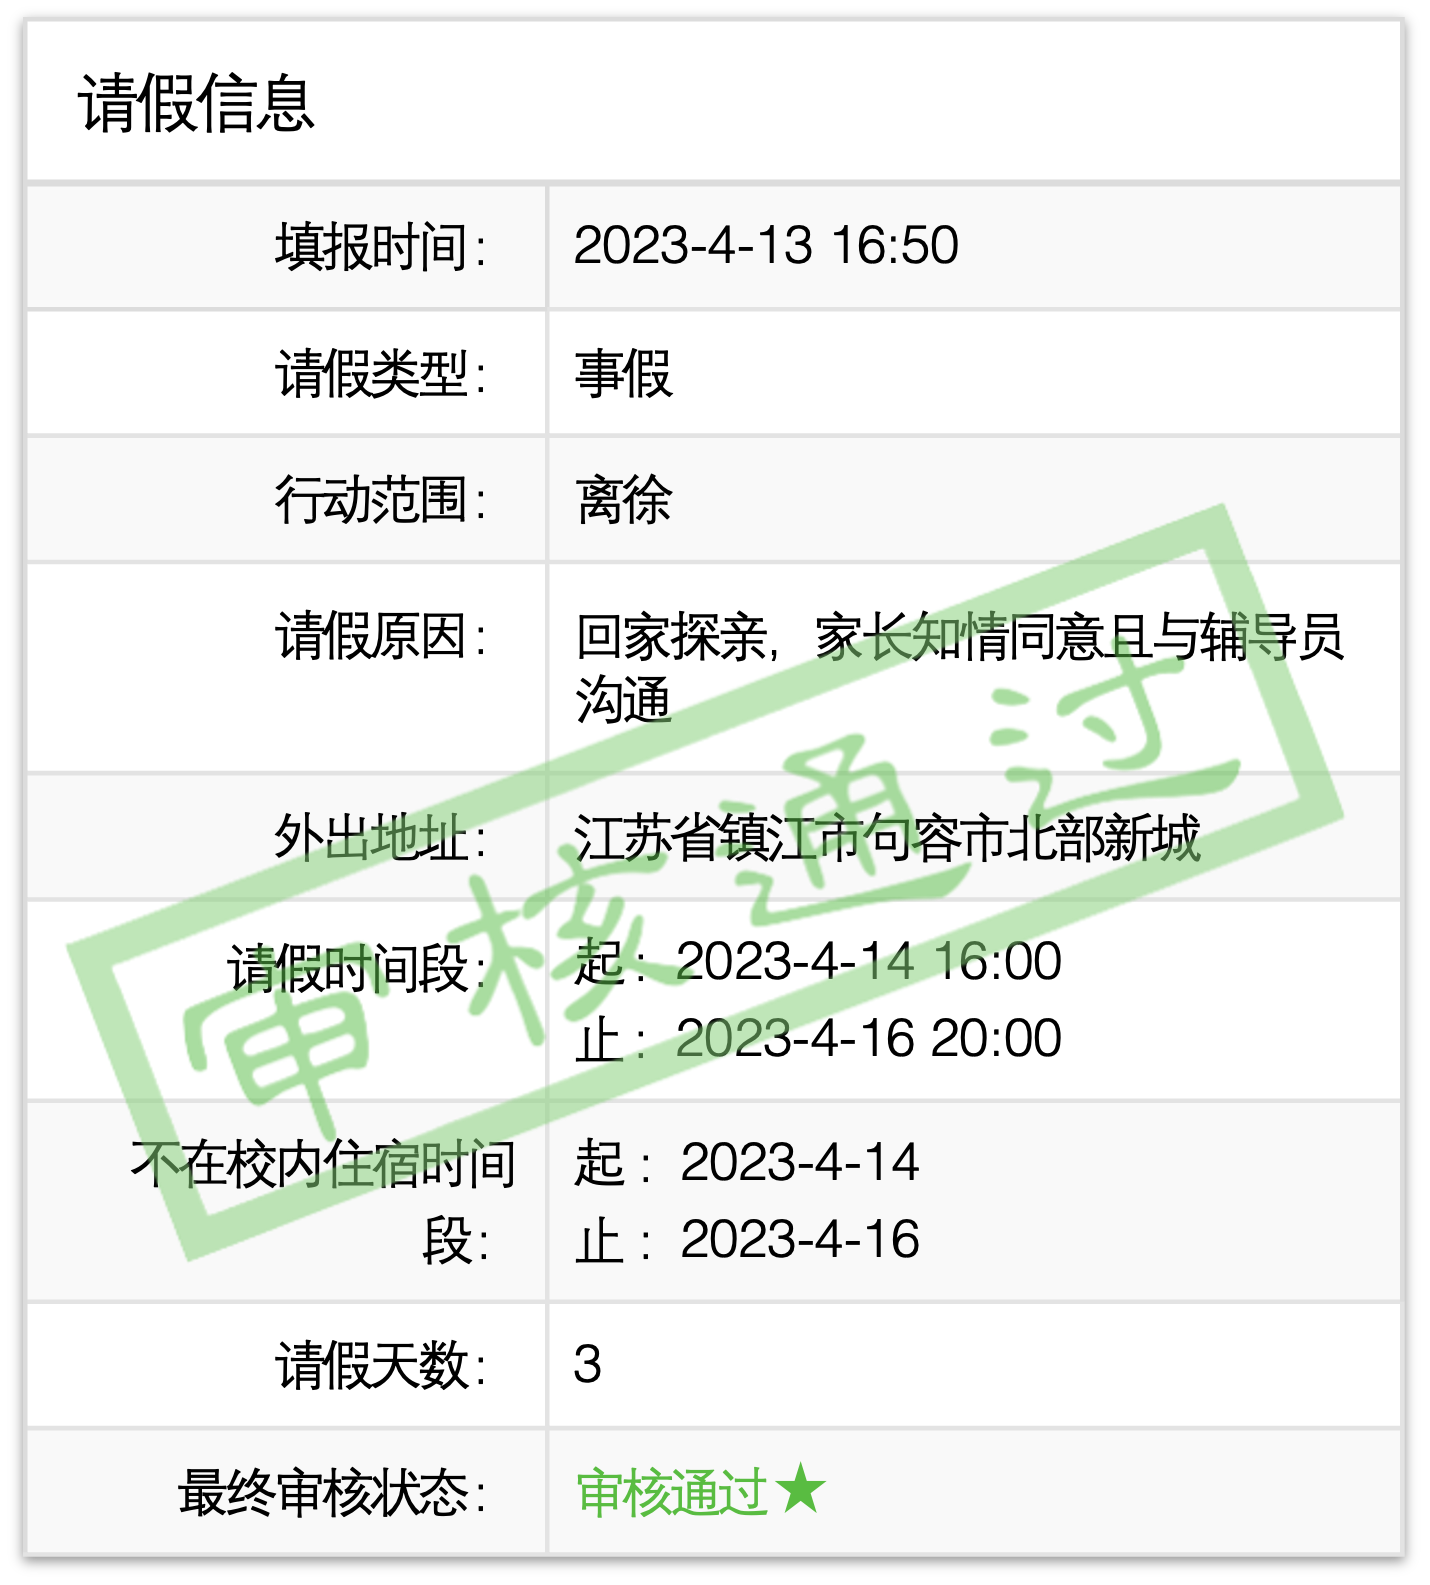 请假信息
填报时间： 2023-4-13 16:50
请假类型： 事假
行动范围： 离徐
请假原因： 回家探亲，家长知情同意且与辅导员
沟通
外出地址： 江苏省镇江市句容市北部新城
请假时间段： 起：2023-4-14 16:00
止：2023-4-16 20:00
不在校内住宿时间 起：2023-4-14
段： 止：2023-4-16
请假天数： 3
最终审核状态： 审核通过★
审核通过